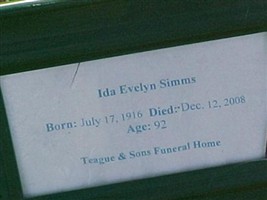 Ida Evelyn Simms
Born: July 17, 1916 Died: Dec. 12, 2008
Age: 92
Teague & Sons Funeral Home